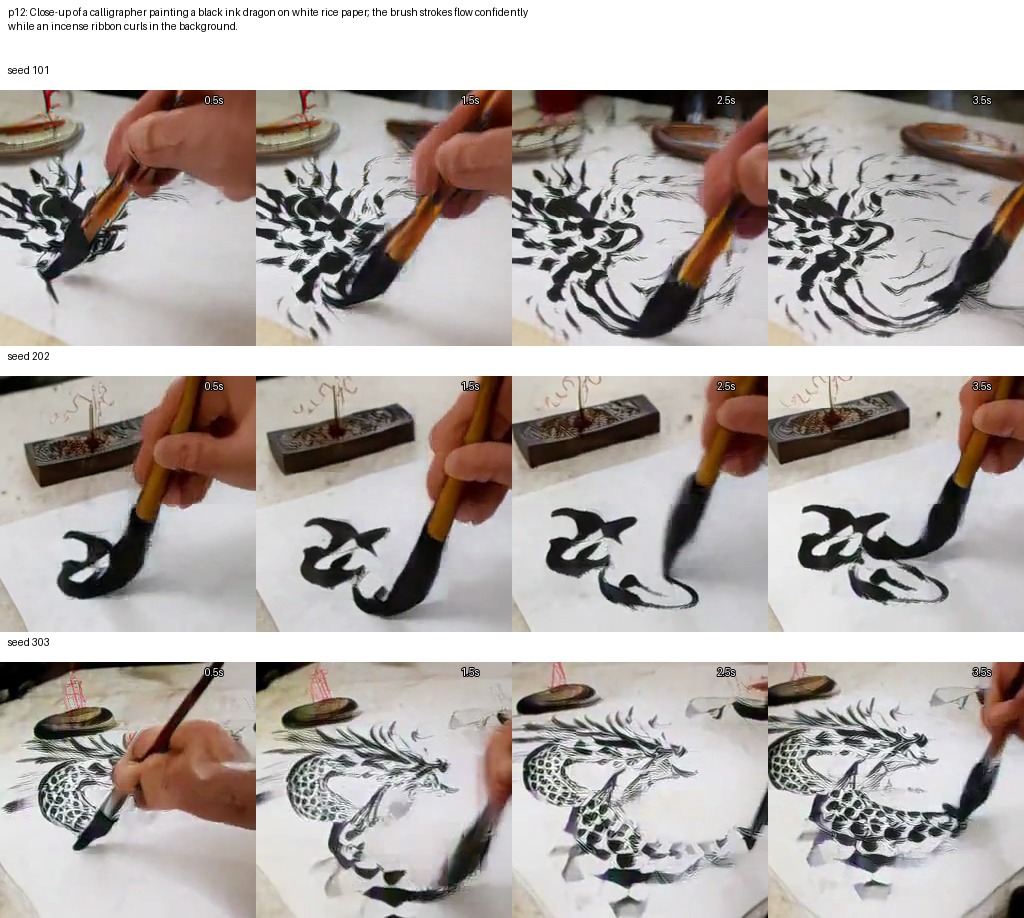 p12: Close-up of a calligrapher painting a black ink dragon on white rice paper; the brush strokes flow confidently
while an incense ribbon curls in the background.
seed 101
0.5s 1.5s 2.5s 3.5s
seed 202
0.5s 1.5s 2.5s 3.5s
seed 303
0.5s 1.5s 2.5s 3.5s